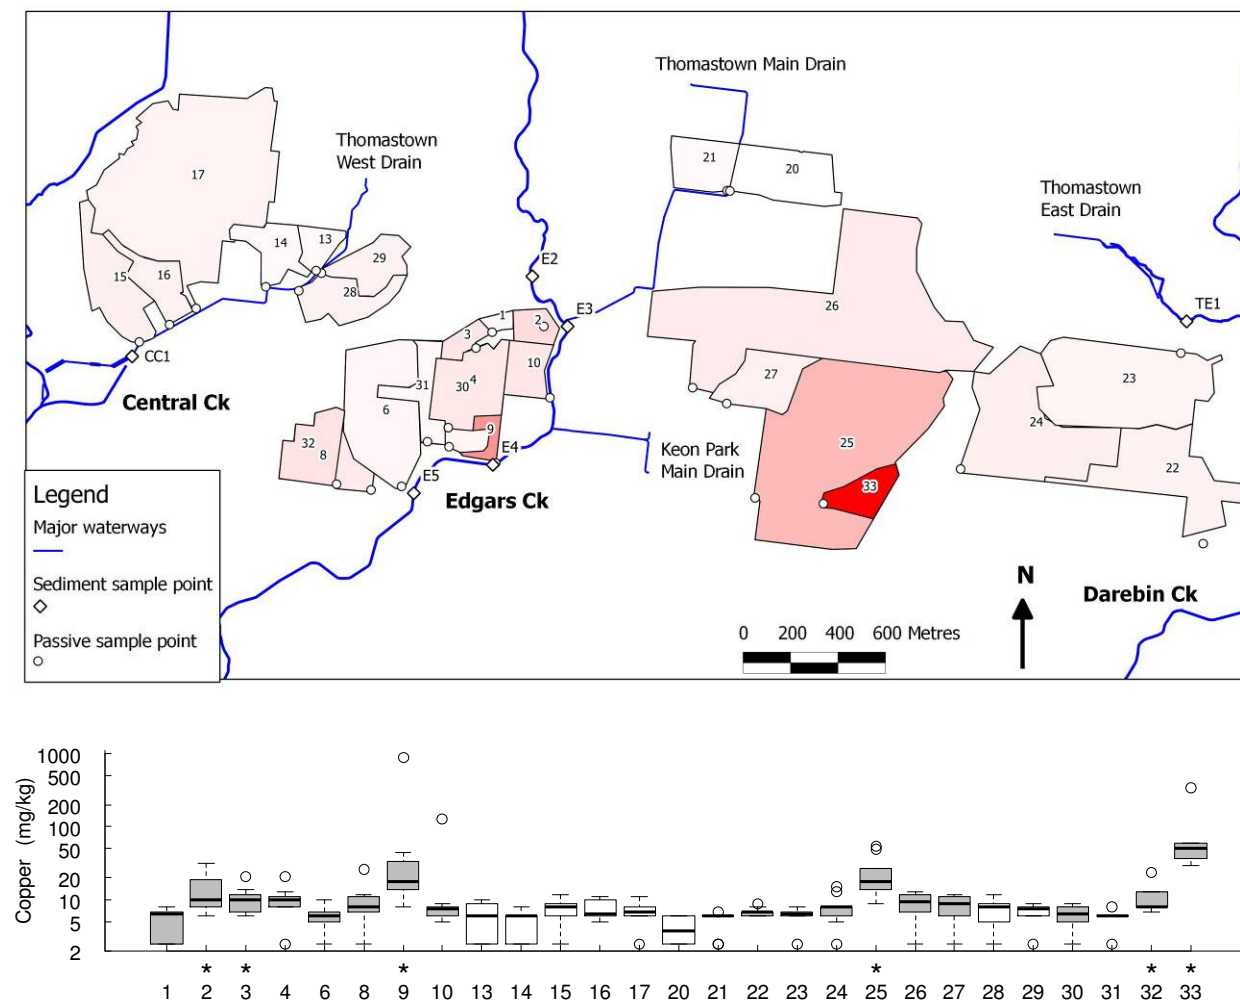 Thomastown Main Drain
Thomastown
West Drain
21
20
17
Thomastown
East Drain
14
13
29
15
16
28
E2
E3
26
TE1
1
2
3
CC1
10
27
23
31
30
4
6
Central Ck
9
24
32
8
E4
Keon Park
Main Drain
25
22
E5
Edgars Ck
33
Legend
Major waterways
Sediment sample point
Passive sample point
N
Darebin Ck
0 200 400 600 Metres
Copper (mg/kg)
1000
500
200
100
50
20
10
5
2
* * * * * *
1 2 3 4 6 8 9 10 13 14 15 16 17 20 21 22 23 24 25 26 27 28 29 30 31 32 33